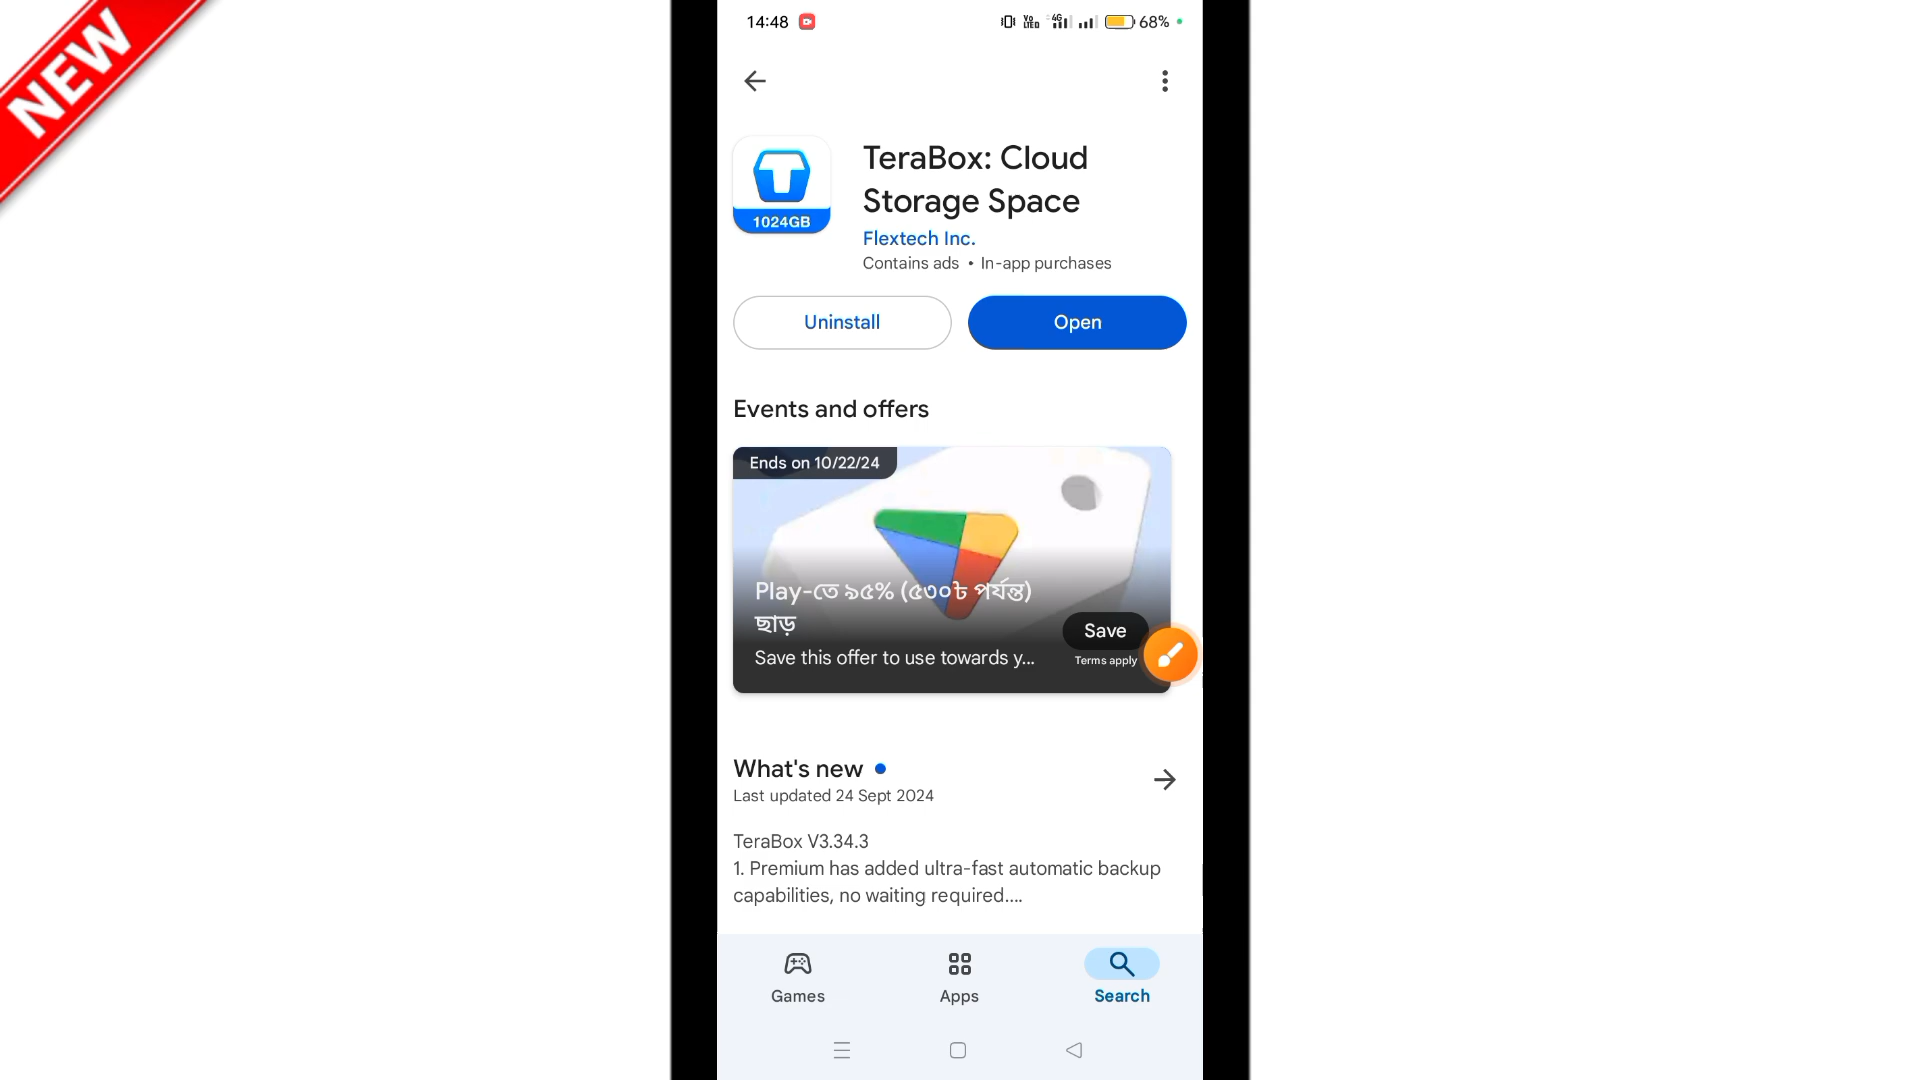 NEW
14:48
VO LTED 4G 68%
TeraBox: Cloud
Storage Space
1024GB
Flextech Inc.
Contains ads • In-app purchases
Uninstall
Open
Events and offers
Ends on 10/22/24
Play-তে ৯৫% (৫৩০৳ পর্যন্ত)
ছাড়
Save
Save this offer to use towards y...
Terms apply
What's new
Last updated 24 Sept 2024
TeraBox V3.34.3
1. Premium has added ultra-fast automatic backup
capabilities, no waiting required....
Games
Apps
Search